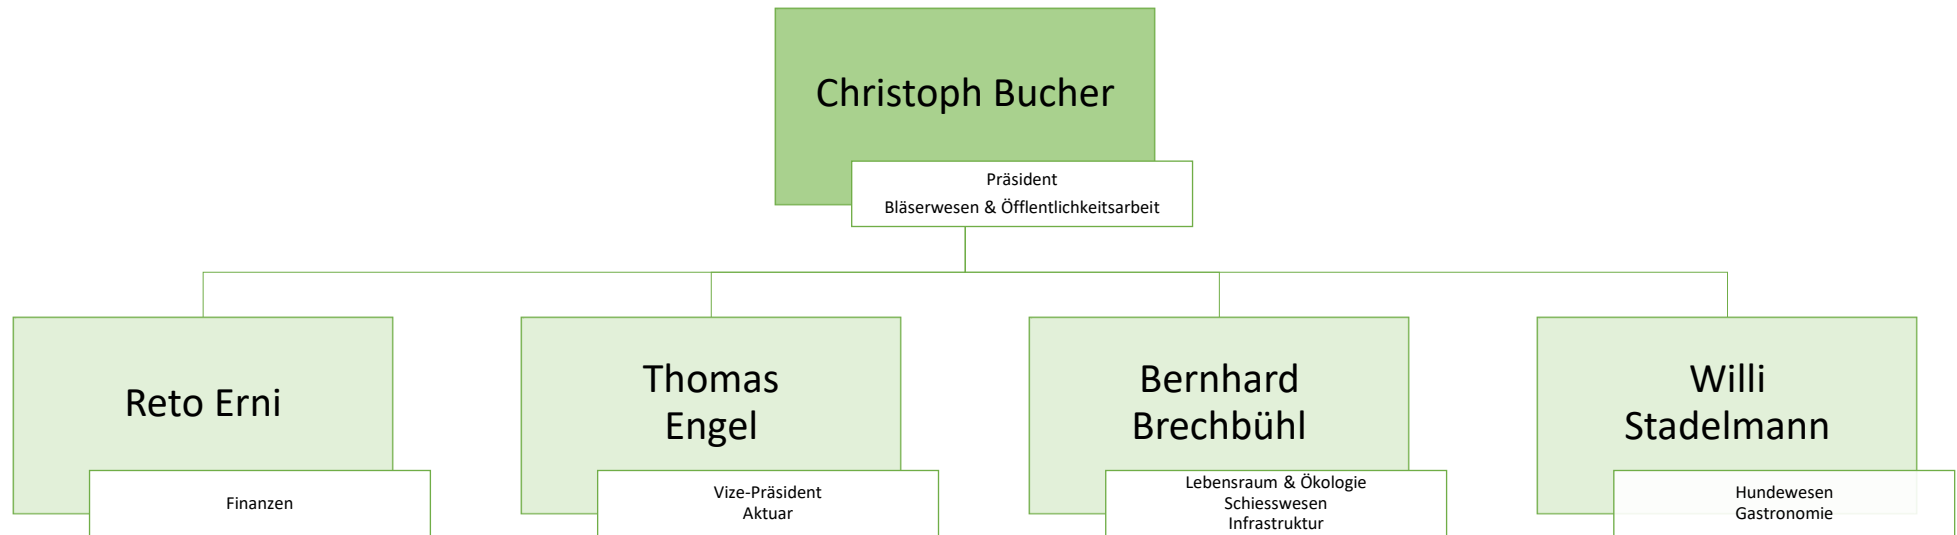 Christoph Bucher
Präsident
Bläserwesen & Öfflentlichkeitsarbeit
Reto Erni
Finanzen
Thomas
Engel
Vize-Präsident
Aktuar
Bernhard
Brechbühl
Lebensraum & Ökologie
Schiesswesen
Infrastruktur
Willi
Stadelmann
Hundewesen
Gastronomie